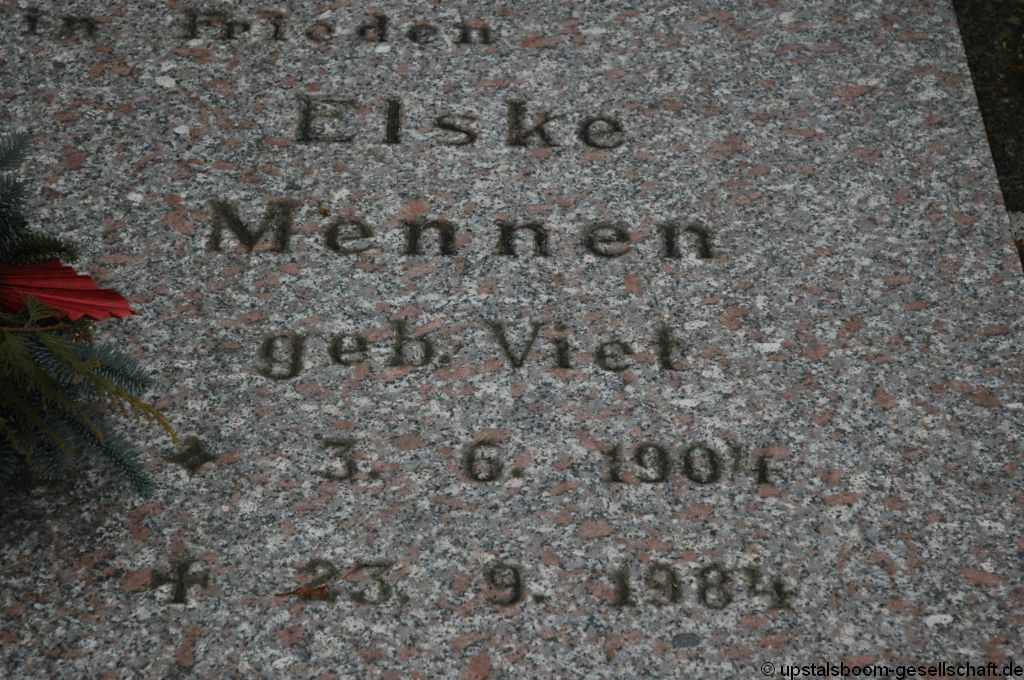 in Frieden
Elske
Mennen
geb. Viet
3. 6. 1904
✝ 23. 9. 1984
© upstalsboom-gesellschaft.de